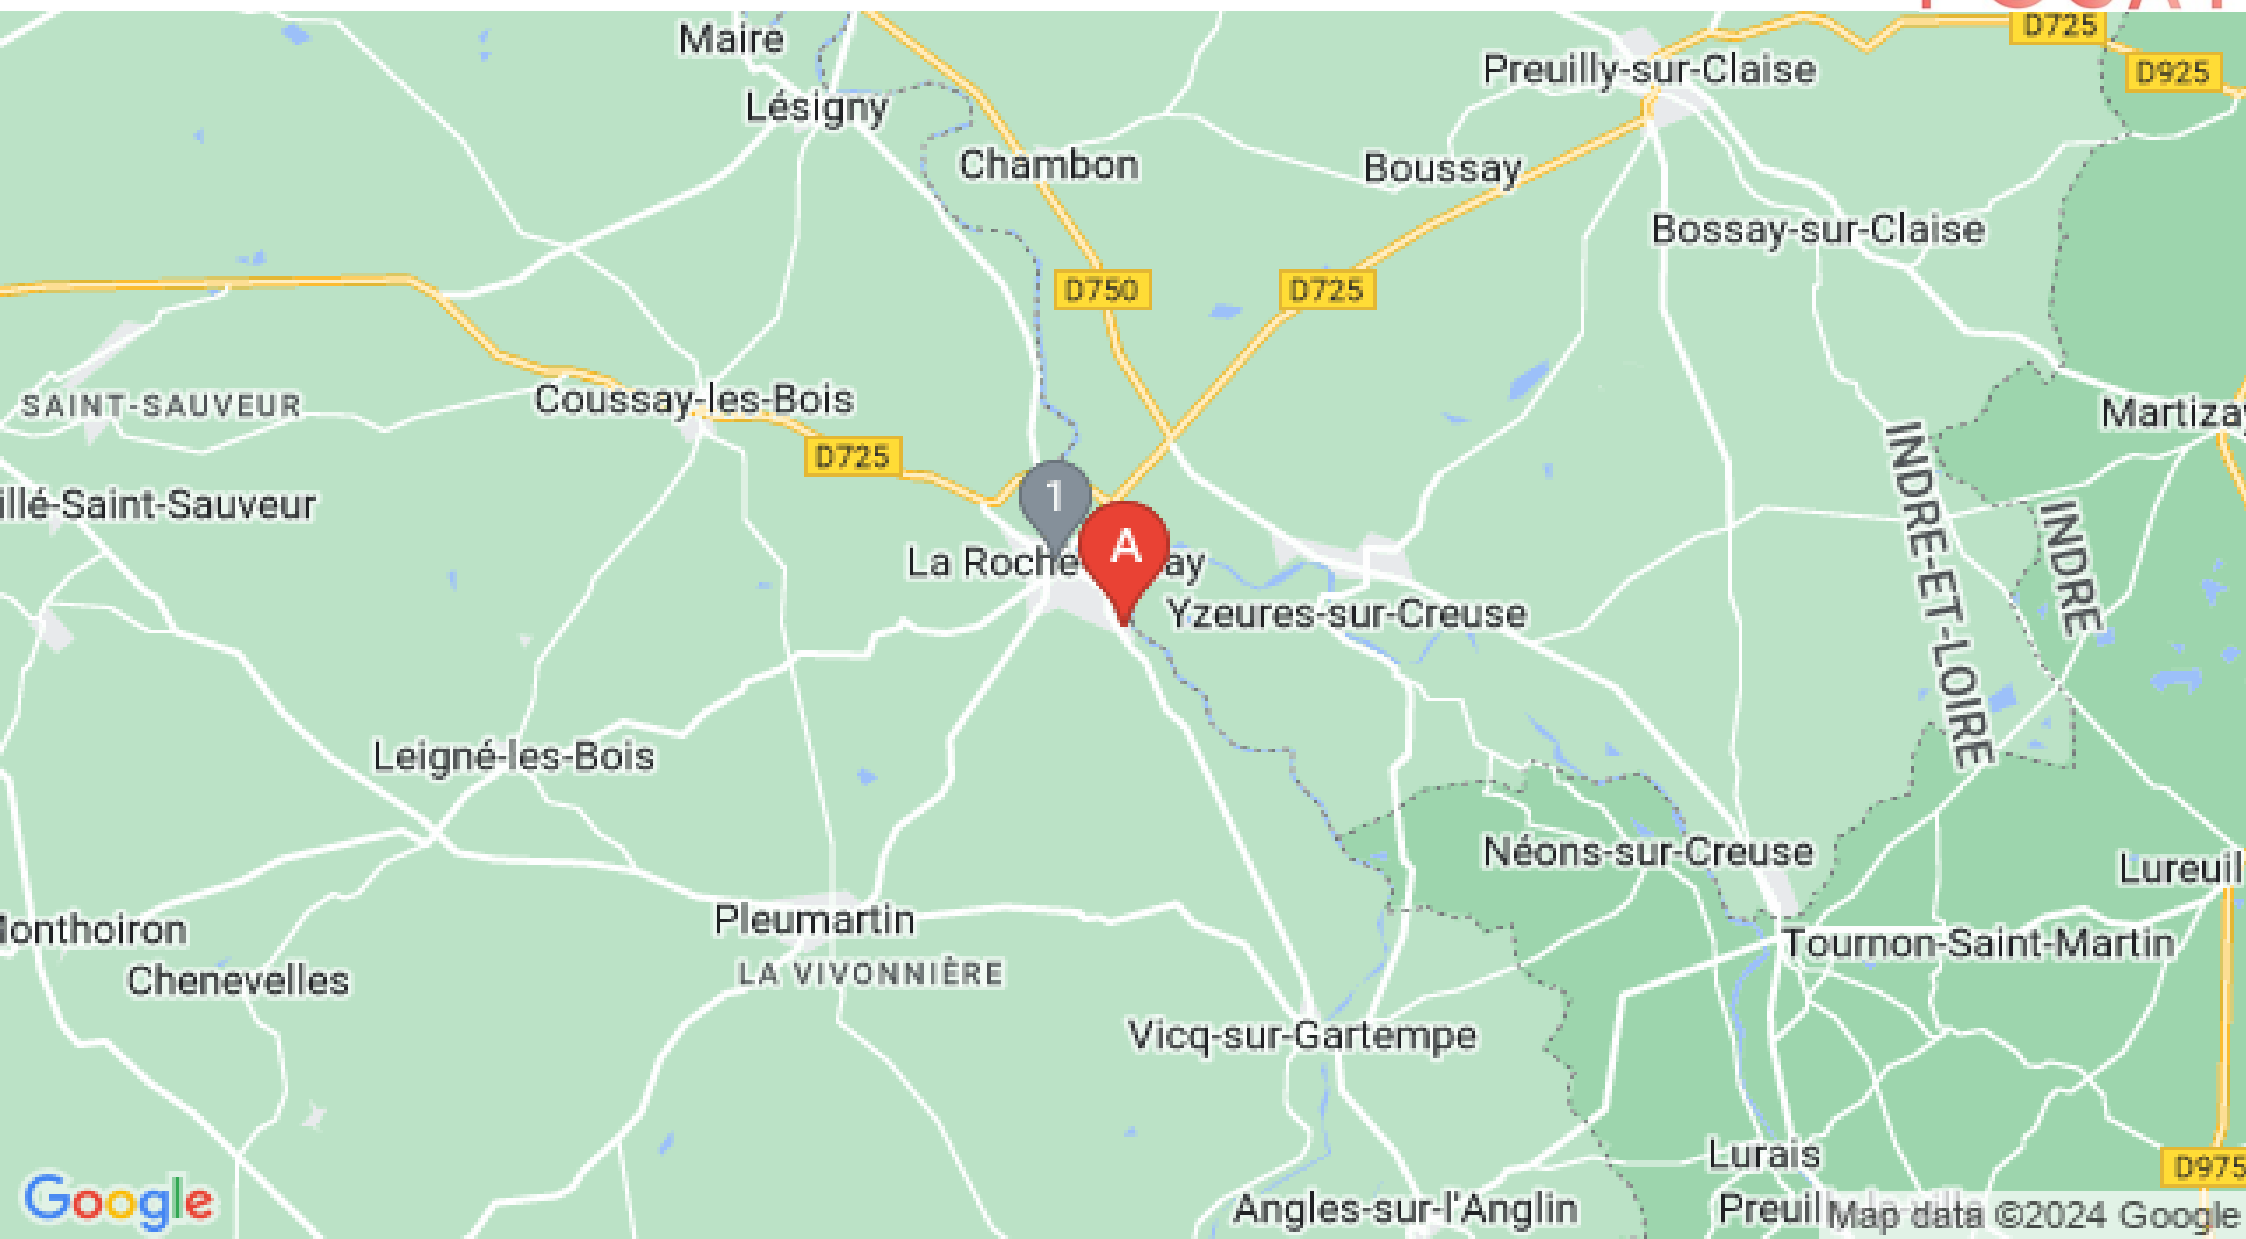 Maire
D725
Preuilly-sur-Claise
D925
Lésigny
Chambon
Boussay
Bossay-sur-Claise
D750
D725
SAINT-SAUVEUR
Coussay-les-Bois
Martizay
D725
INDRE-ET-LOIRE
INDRE
illé-Saint-Sauveur
1
A
La Roche ay
Yzeures-sur-Creuse
Leigné-les-Bois
Néons-sur-Creuse
Lureuil
Pleumartin
Monthoiron
Tournon-Saint-Martin
LA VIVONNIÈRE
Chenevelles
Vicq-sur-Gartempe
Lurais
D975
Google
Angles-sur-l'Anglin
Map data ©2024 Google